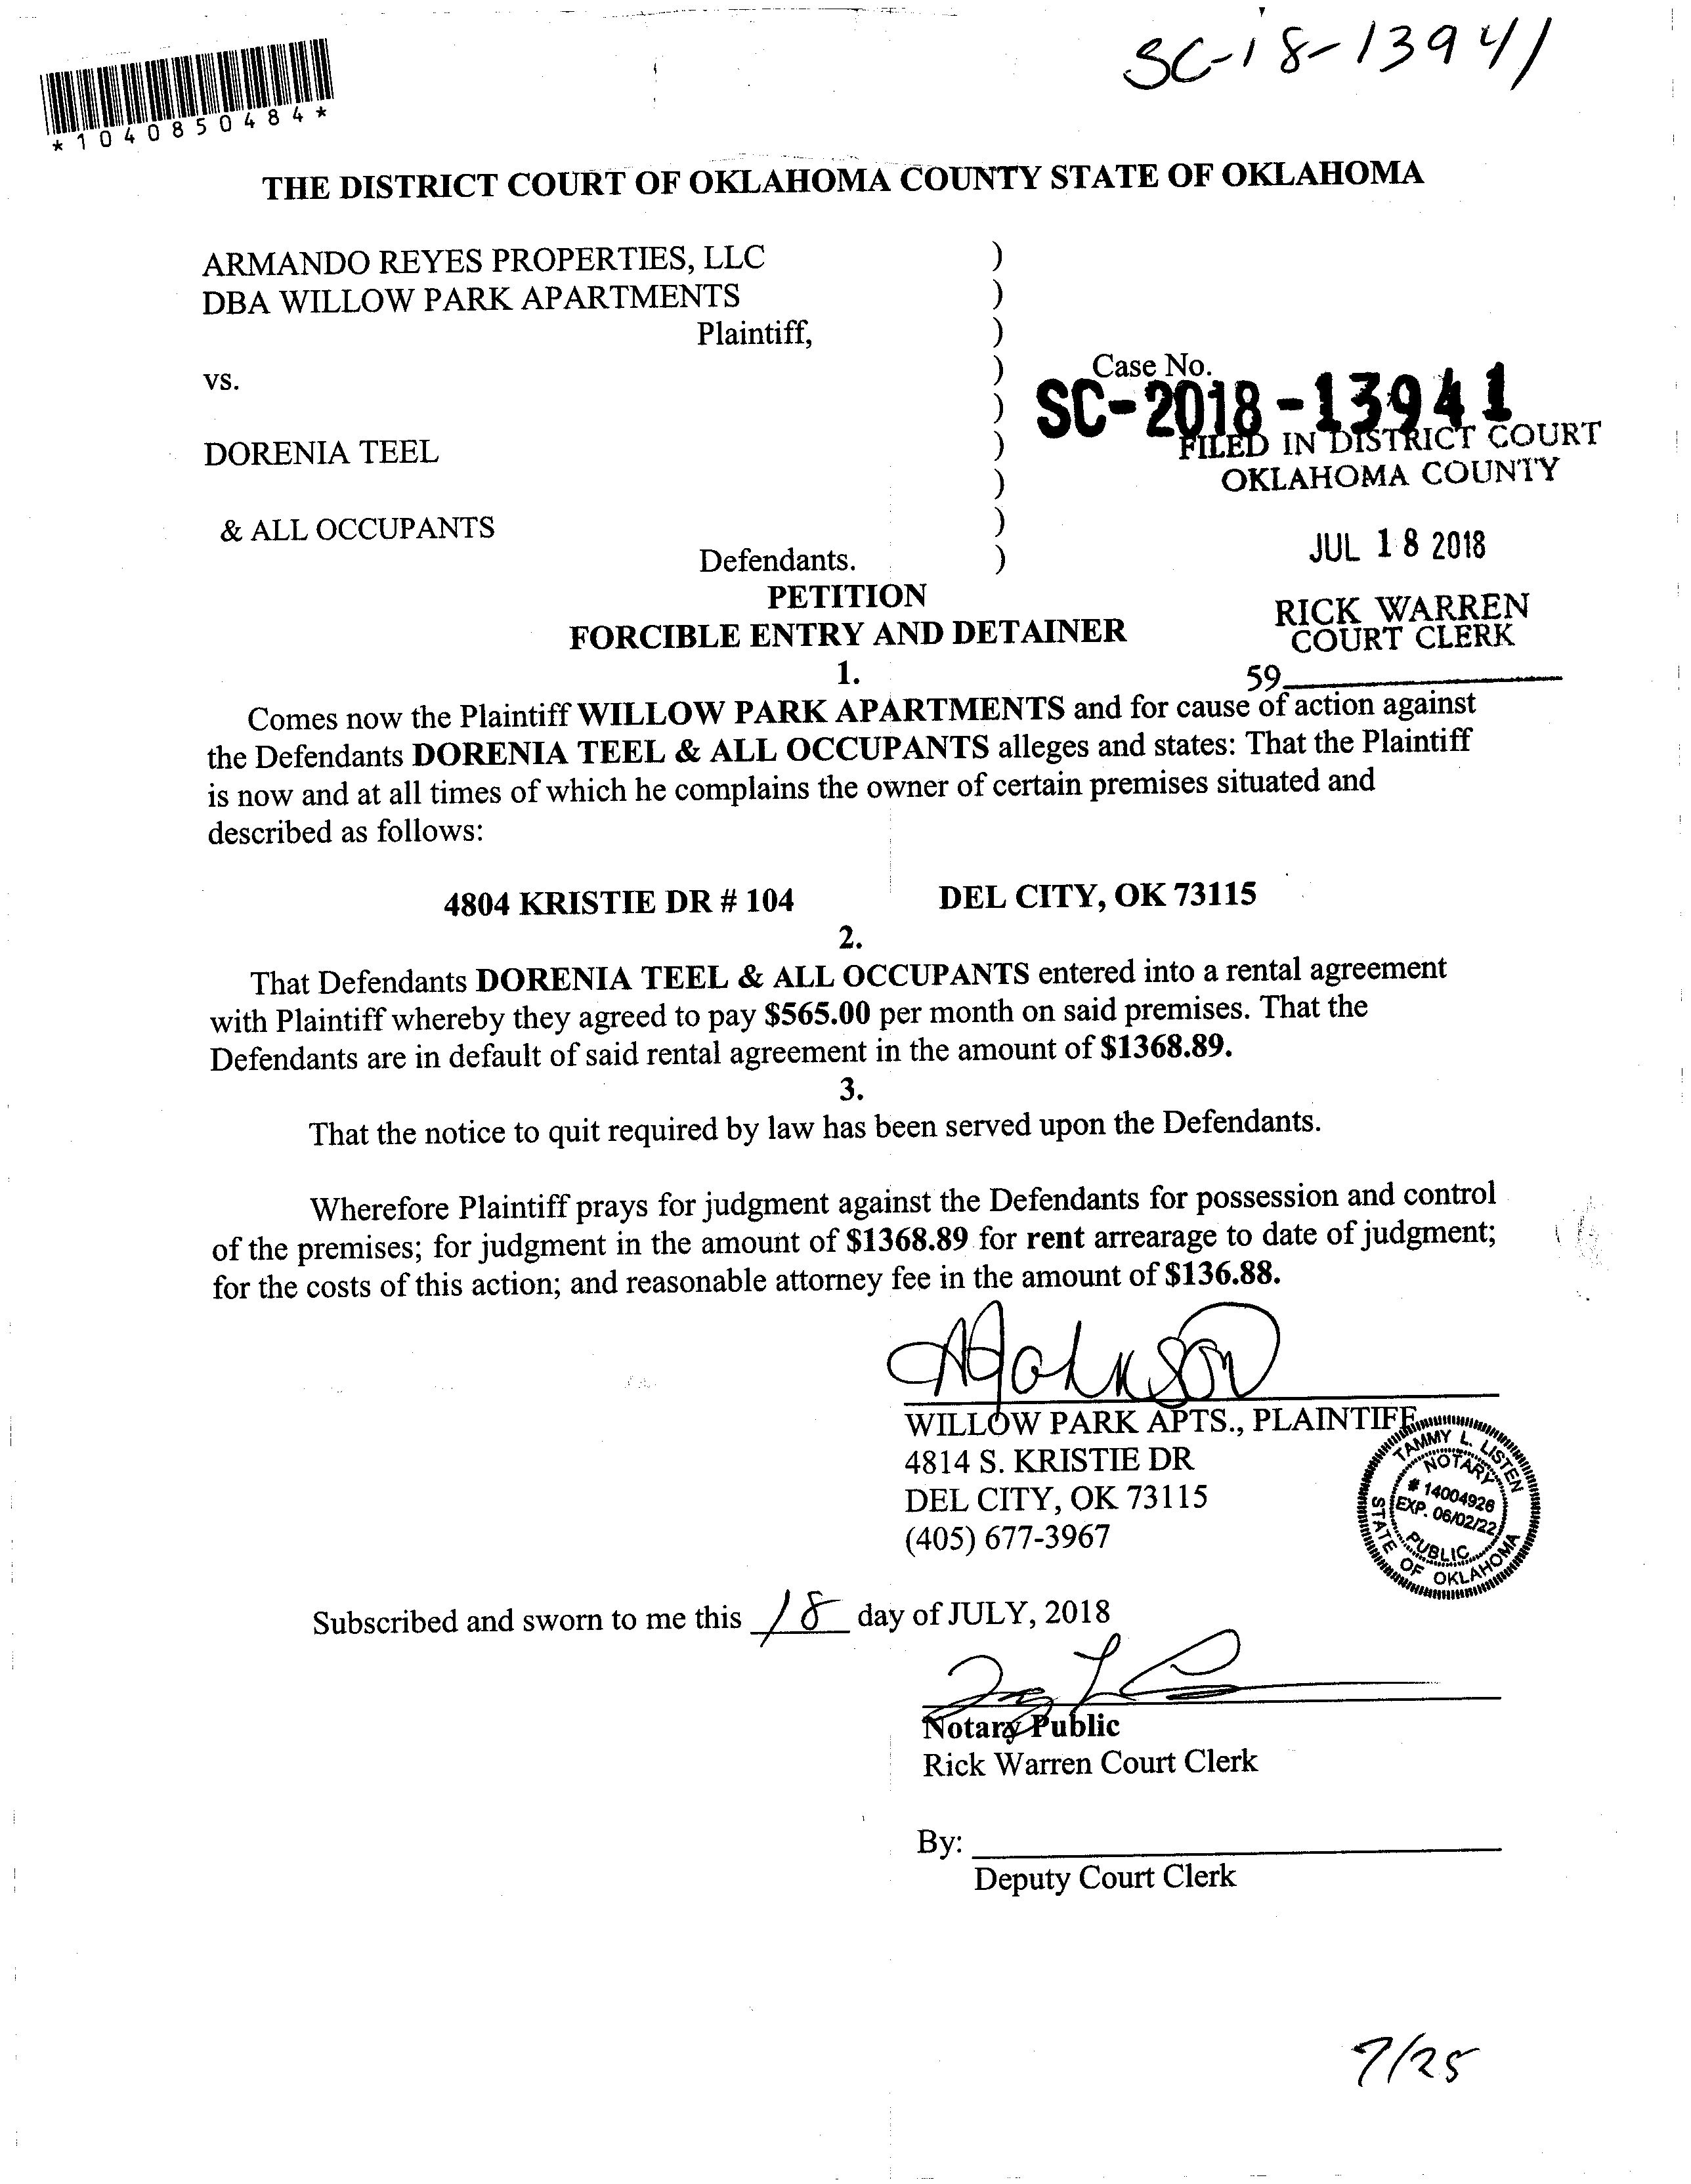 SC-18-13941
*1040850484*
THE DISTRICT COURT OF OKLAHOMA COUNTY STATE OF OKLAHOMA
ARMANDO REYES PROPERTIES, LLC )
DBA WILLOW PARK APARTMENTS )
Plaintiff, )
vs. ) Case No.
) SC-2018-13941
DORENIA TEEL ) FILED IN DISTRICT COURT
) OKLAHOMA COUNTY
& ALL OCCUPANTS )
Defendants. ) JUL 18 2018
PETITION
RICK WARREN
FORCIBLE ENTRY AND DETAINER
COURT CLERK
1.
59
Comes now the Plaintiff WILLOW PARK APARTMENTS and for cause of action against
the Defendants DORENIA TEEL & ALL OCCUPANTS alleges and states: That the Plaintiff
is now and at all times of which he complains the owner of certain premises situated and
described as follows:
4804 KRISTIE DR # 104 DEL CITY, OK 73115
2.
That Defendants DORENIA TEEL & ALL OCCUPANTS entered into a rental agreement
with Plaintiff whereby they agreed to pay $565.00 per month on said premises. That the
Defendants are in default of said rental agreement in the amount of $1368.89.
3.
That the notice to quit required by law has been served upon the Defendants.
Wherefore Plaintiff prays for judgment against the Defendants for possession and control
of the premises; for judgment in the amount of $1368.89 for rent arrearage to date of judgment;
for the costs of this action; and reasonable attorney fee in the amount of $136.88.
AJohnson
WILLOW PARK APTS., PLAINTIFF
4814 S. KRISTIE DR
DEL CITY, OK 73115
(405) 677-3967
TAMMY L. LISTEN
NOTARY
# 14004926
EXP. 06/02/22
PUBLIC
STATE OF OKLAHOMA
Subscribed and sworn to me this 18 day of JULY, 2018
Notary Public
Rick Warren Court Clerk
By:
Deputy Court Clerk
7/25